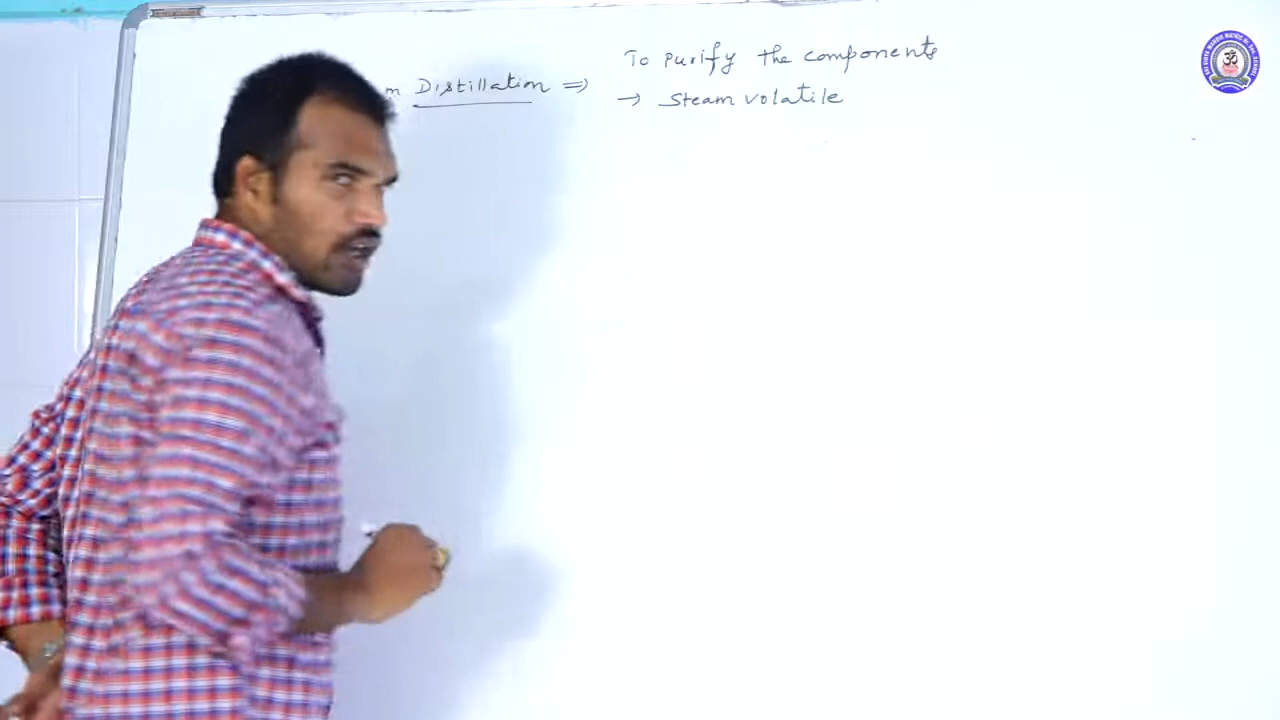 To purify the components
m Distillation ⇒
→ Steam volatile